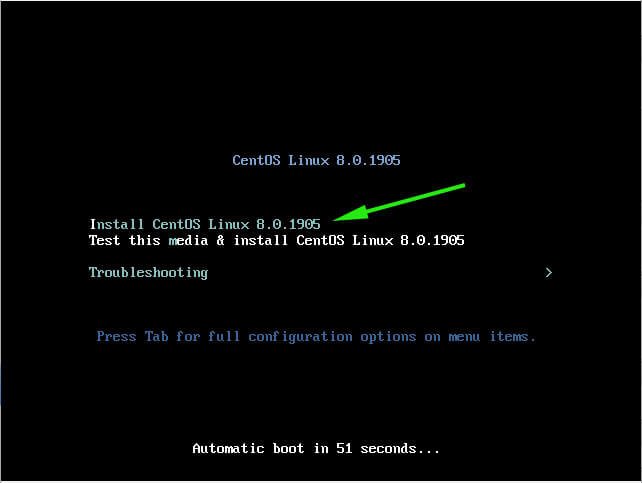 CentOS Linux 8.0.1905
Install CentOS Linux 8.0.1905
Test this media & install CentOS Linux 8.0.1905
Troubleshooting >
Press Tab for full configuration options on menu items.
Automatic boot in 51 seconds...